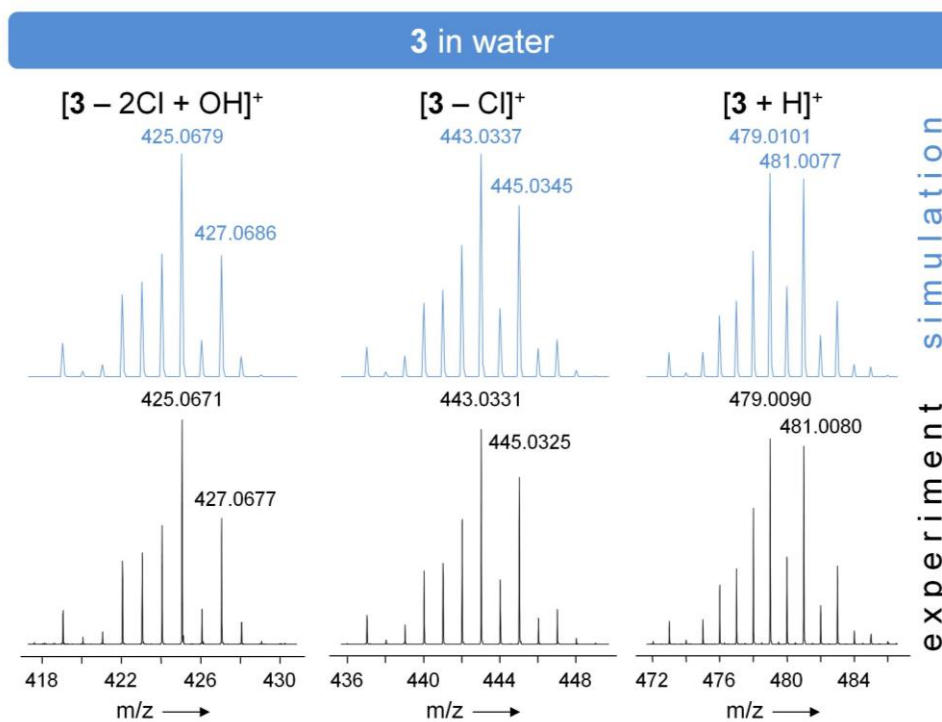 3 in water
[3 – 2Cl + OH]⁺
[3 – Cl]⁺
[3 + H]⁺
425.0679
427.0686
443.0337
445.0345
479.0101
481.0077
simulation
425.0671
427.0677
443.0331
445.0325
479.0090
481.0080
experiment
418 422 426 430
436 440 444 448
472 476 480 484
m/z
m/z
m/z